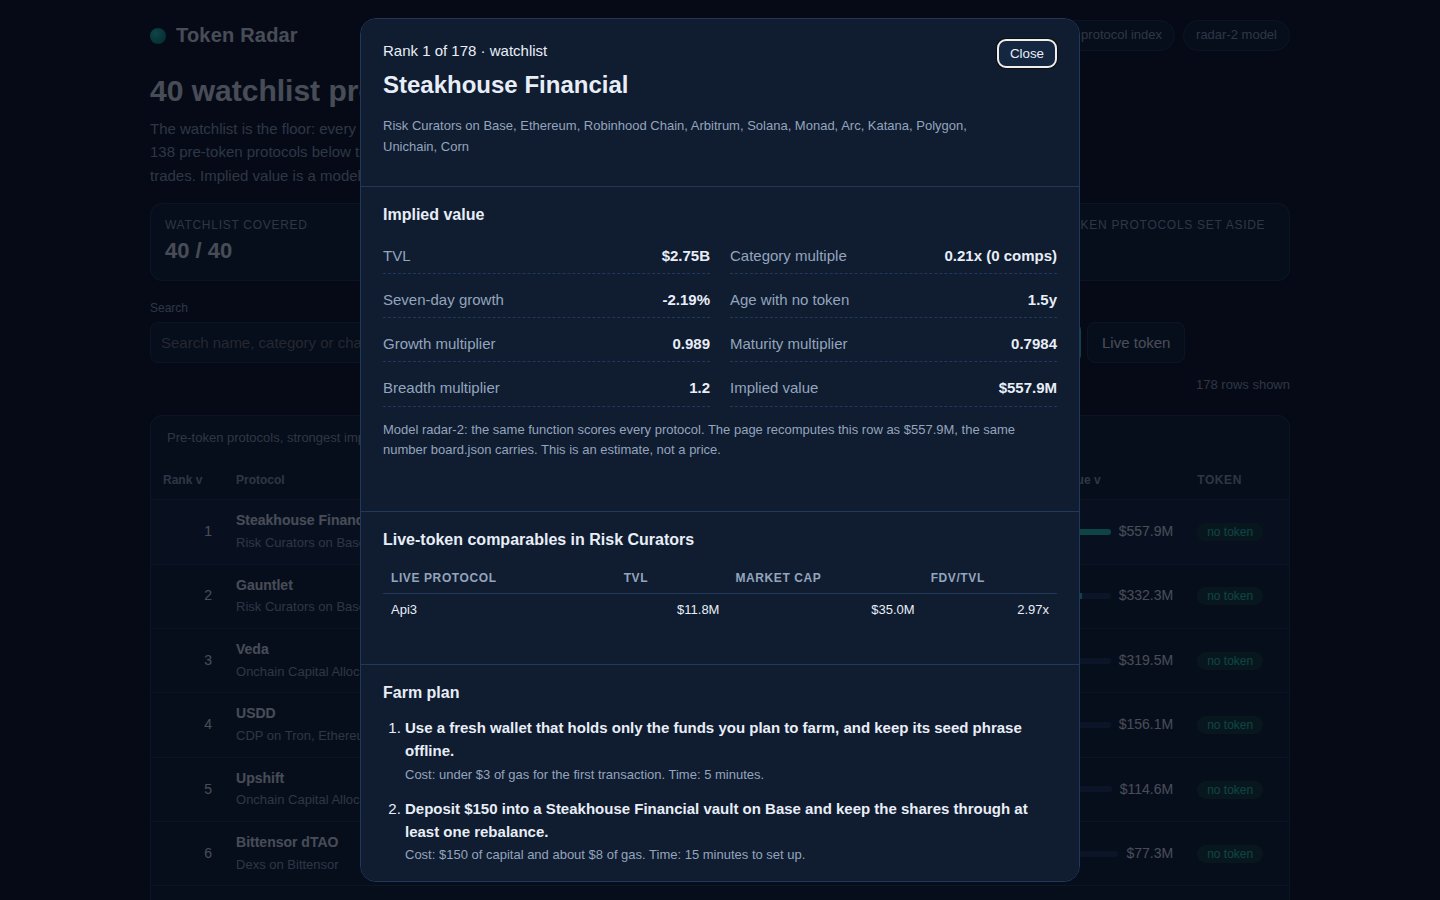 Token Radar
protocol index
radar-2 model
40 watchlist pr
The watchlist is the floor: every
138 pre-token protocols below t
trades. Implied value is a model
WATCHLIST COVERED
40 / 40
KEN PROTOCOLS SET ASIDE
Search
Search name, category or cha
Live token
178 rows shown
Pre-token protocols, strongest imp
Rank v
Protocol
ue v
TOKEN
1
Steakhouse Financ
Risk Curators on Base
$557.9M
no token
2
Gauntlet
Risk Curators on Base
$332.3M
no token
3
Veda
Onchain Capital Alloc
$319.5M
no token
4
USDD
CDP on Tron, Ethereu
$156.1M
no token
5
Upshift
Onchain Capital Alloc
$114.6M
no token
6
Bittensor dTAO
Dexs on Bittensor
$77.3M
no token
Rank 1 of 178 · watchlist
Close
Steakhouse Financial
Risk Curators on Base, Ethereum, Robinhood Chain, Arbitrum, Solana, Monad, Arc, Katana, Polygon,
Unichain, Corn
Implied value
TVL $2.75B
Category multiple 0.21x (0 comps)
Seven-day growth -2.19%
Age with no token 1.5y
Growth multiplier 0.989
Maturity multiplier 0.7984
Breadth multiplier 1.2
Implied value $557.9M
Model radar-2: the same function scores every protocol. The page recomputes this row as $557.9M, the same
number board.json carries. This is an estimate, not a price.
Live-token comparables in Risk Curators
LIVE PROTOCOL TVL MARKET CAP FDV/TVL
Api3 $11.8M $35.0M 2.97x
Farm plan
1. Use a fresh wallet that holds only the funds you plan to farm, and keep its seed phrase
offline.
Cost: under $3 of gas for the first transaction. Time: 5 minutes.
2. Deposit $150 into a Steakhouse Financial vault on Base and keep the shares through at
least one rebalance.
Cost: $150 of capital and about $8 of gas. Time: 15 minutes to set up.